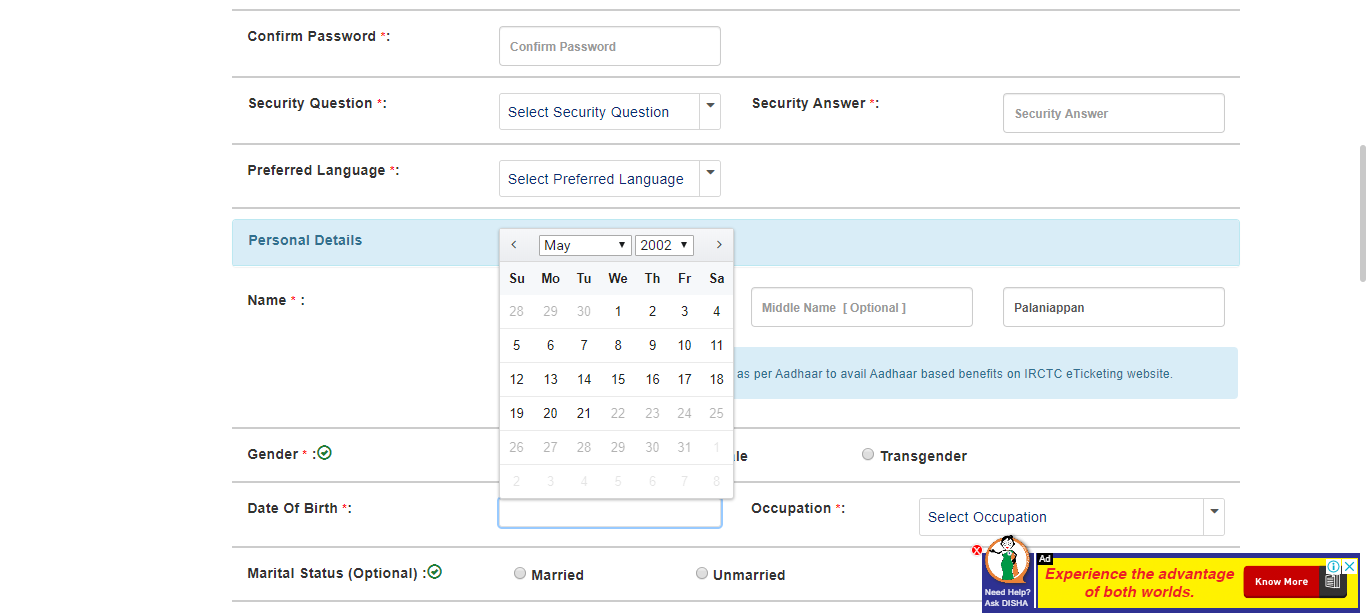 Confirm Password *:
Confirm Password
Security Question *:
Select Security Question
Security Answer *:
Security Answer
Preferred Language *:
Select Preferred Language
Personal Details
< May 2002 >
Su Mo Tu We Th Fr Sa
28 29 30 1 2 3 4
5 6 7 8 9 10 11
12 13 14 15 16 17 18
19 20 21 22 23 24 25
26 27 28 29 30 31 1
2 3 4 5 6 7 8
Name * :
Middle Name [ Optional ]
Palaniappan
as per Aadhaar to avail Aadhaar based benefits on IRCTC eTicketing website.
Gender * :
le
Transgender
Date Of Birth *:
Occupation *:
Select Occupation
Marital Status (Optional) :
Married
Unmarried
Need Help?
Ask DISHA
Ad
Experience the advantage
of both worlds.
Know More